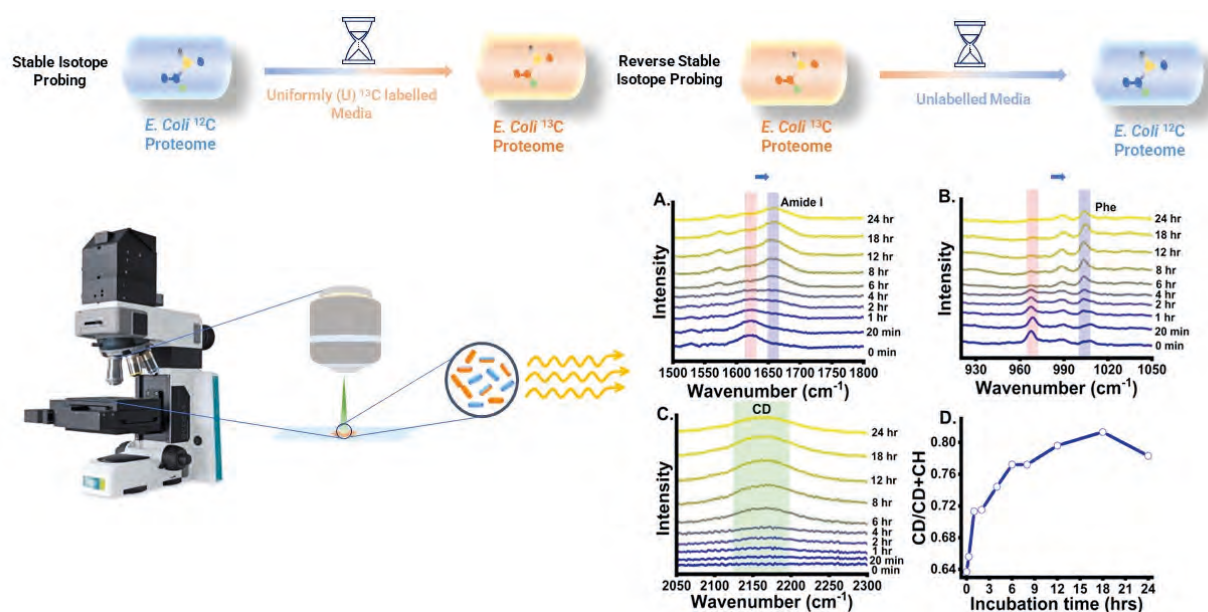 Stable Isotope
Probing
Uniformly (U) ¹³C labelled
Media
E. Coli ¹²C
Proteome
E. Coli ¹³C
Proteome
Reverse Stable
Isotope Probing
Unlabelled Media
E. Coli ¹³C
Proteome
E. Coli ¹²C
Proteome
A.
Amide I
24 hr
18 hr
12 hr
8 hr
6 hr
4 hr
2 hr
1 hr
20 min
0 min
Intensity
1500 1550 1600 1650 1700 1750 1800
Wavenumber (cm⁻¹)
B.
Phe
24 hr
18 hr
12 hr
8 hr
6 hr
4 hr
2 hr
1 hr
20 min
0 min
Intensity
930 960 990 1020 1050
Wavenumber (cm⁻¹)
C.
CD
24 hr
18 hr
12 hr
8 hr
6 hr
4 hr
2 hr
1 hr
20 min
0 min
Intensity
2050 2100 2150 2200 2250 2300
Wavenumber (cm⁻¹)
D.
CD/CD+CH
0.80
0.76
0.72
0.68
0.64
0 3 6 9 12 15 18 21 24
Incubation time (hrs)